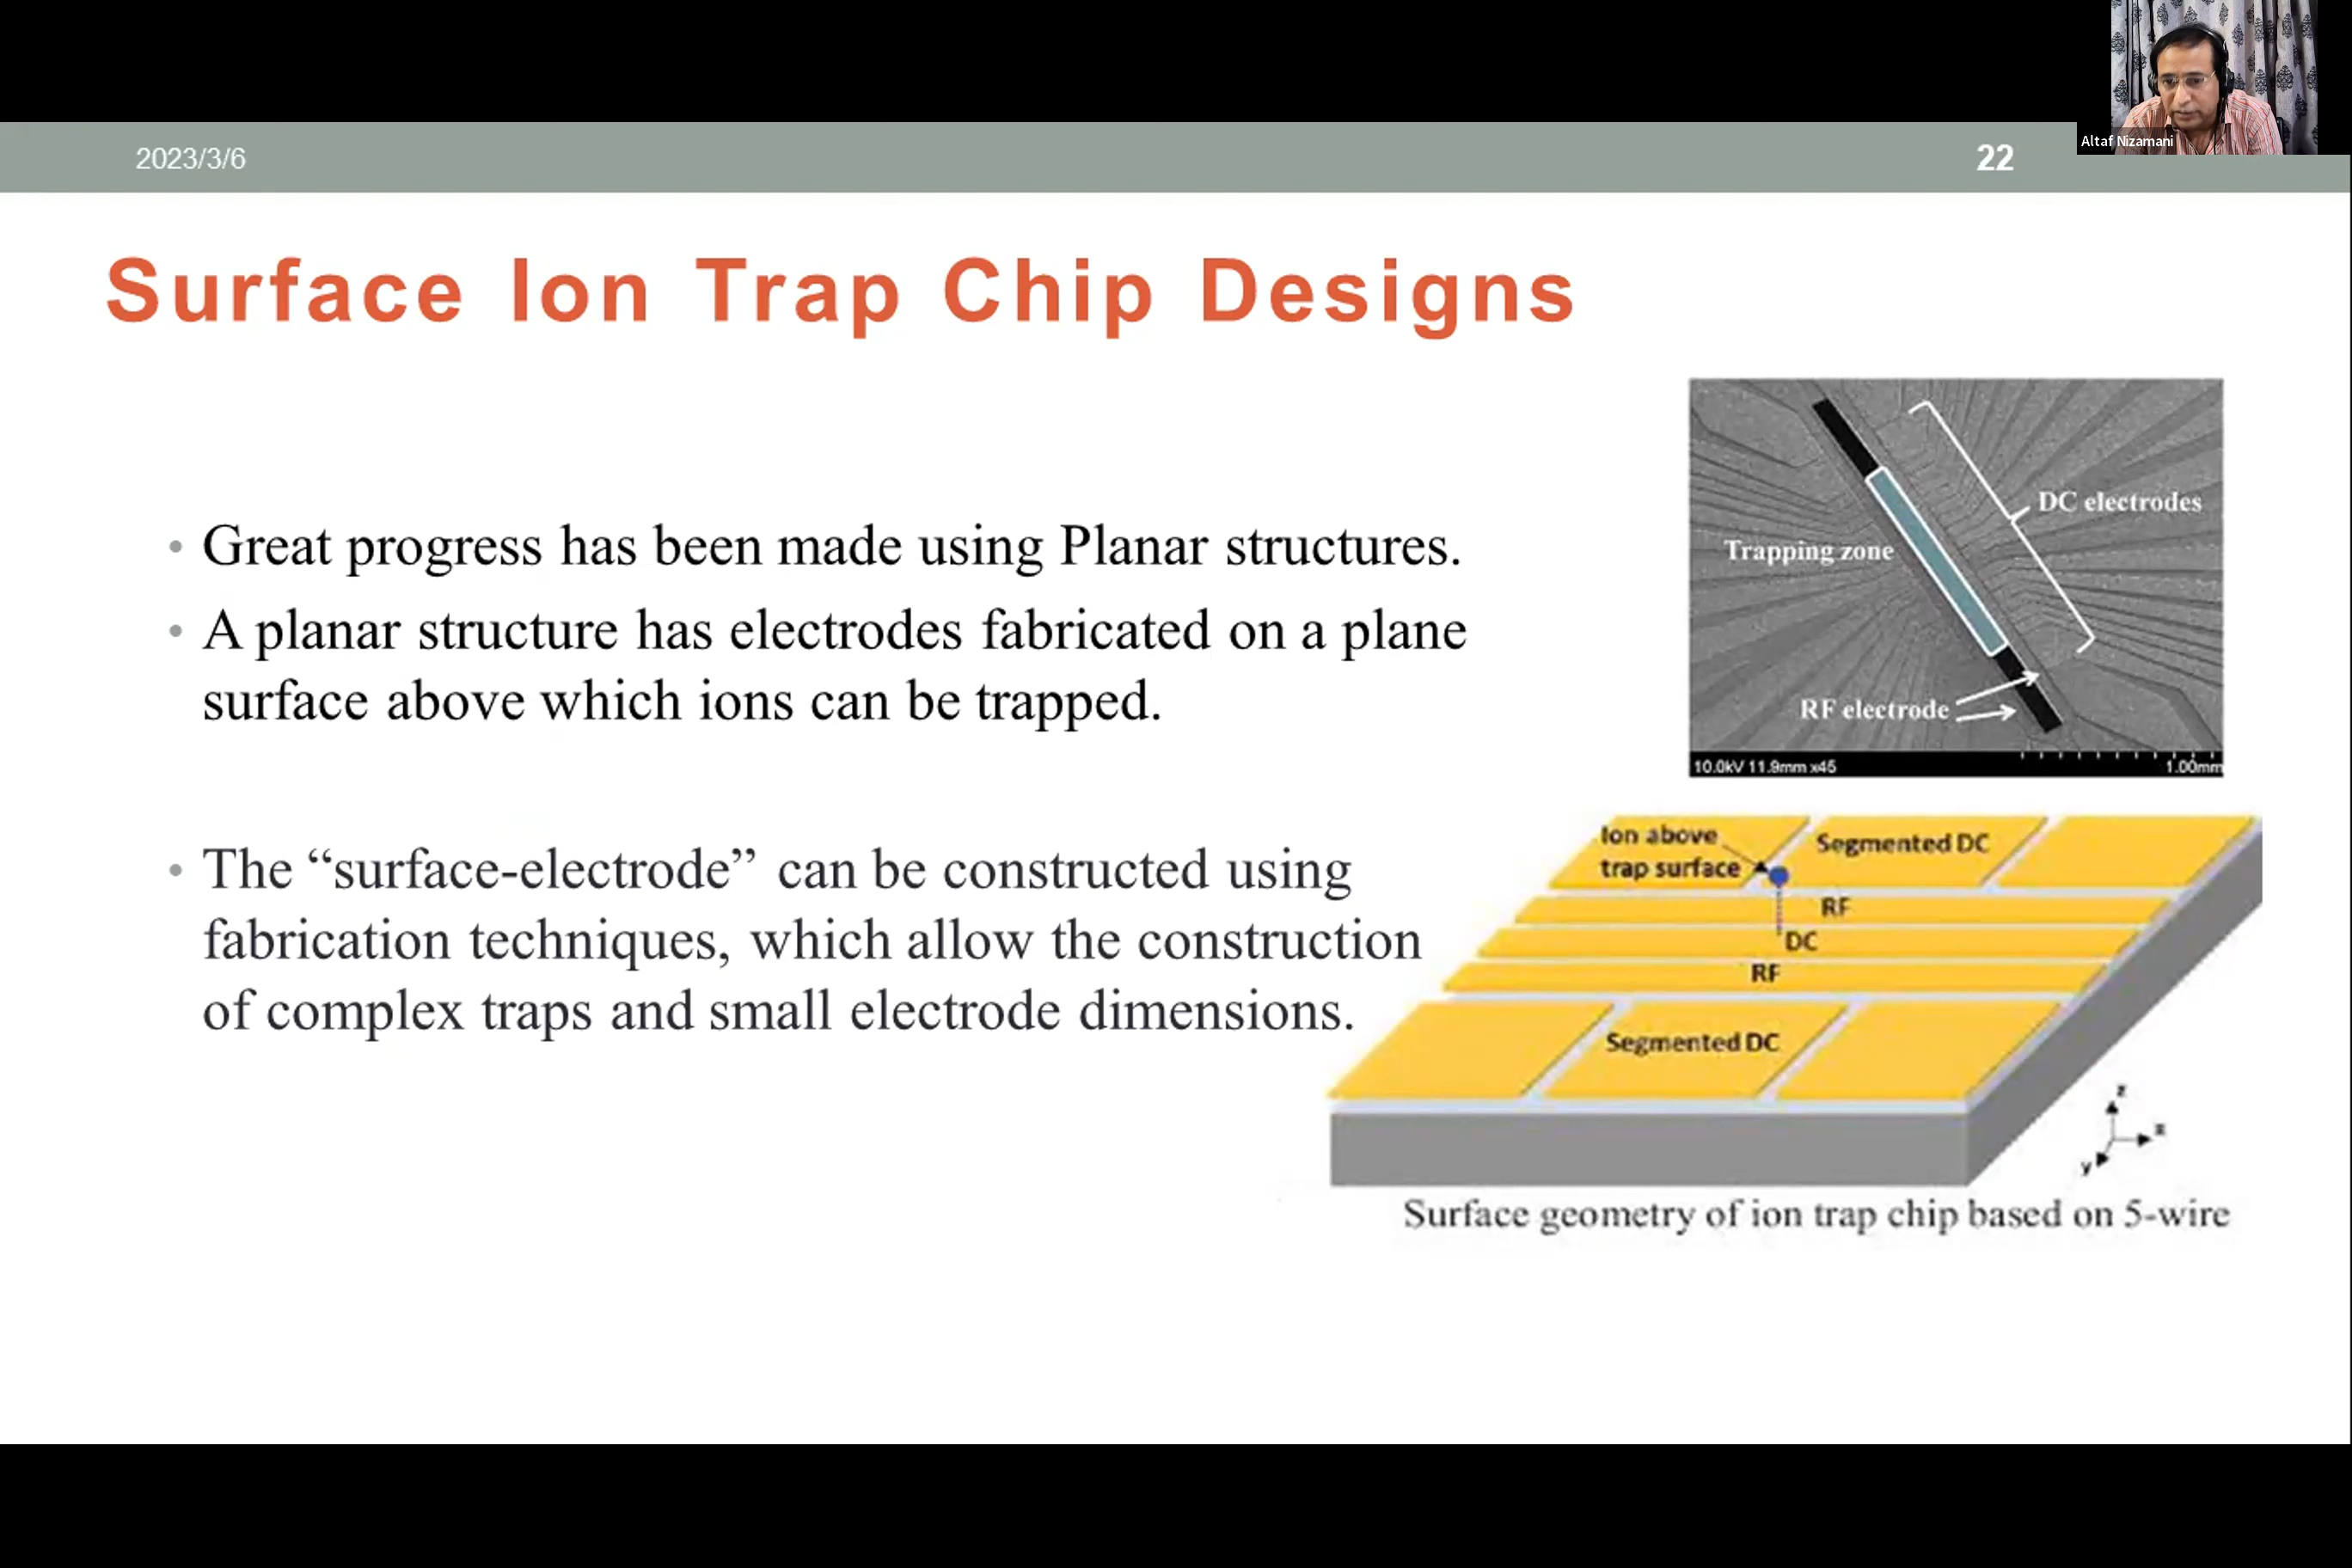 Altaf Nizamani
2023/3/6
22
Surface Ion Trap Chip Designs
• Great progress has been made using Planar structures.
• A planar structure has electrodes fabricated on a plane
surface above which ions can be trapped.
• The “surface-electrode” can be constructed using
fabrication techniques, which allow the construction
of complex traps and small electrode dimensions.
DC electrodes
Trapping zone
RF electrode
10.0kV 11.9mm x45
1.00mm
Ion above
trap surface
Segmented DC
RF
DC
RF
Segmented DC
z
x
y
Surface geometry of ion trap chip based on 5-wire